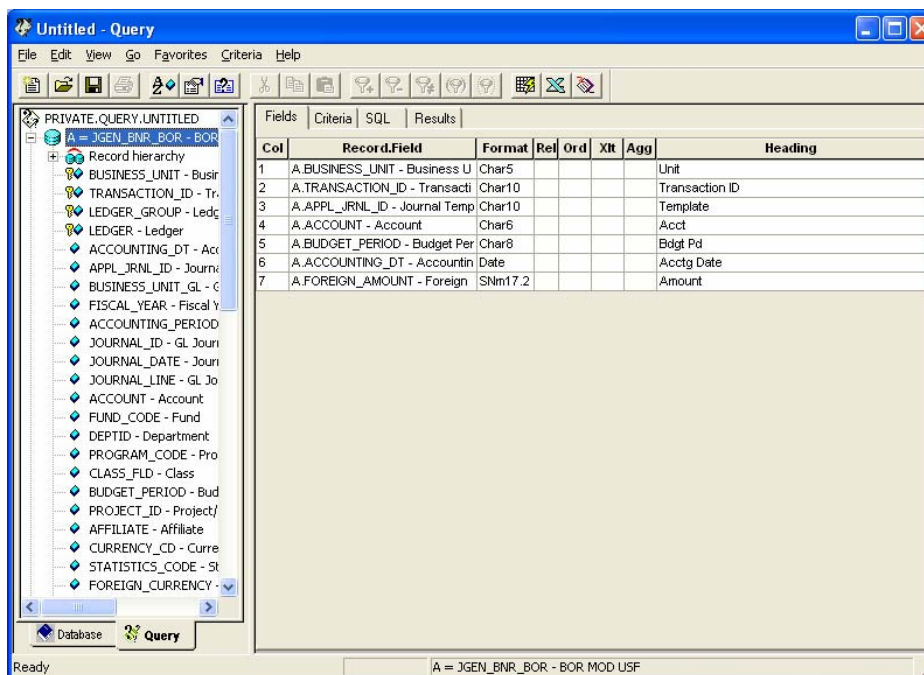 Untitled - Query
File Edit View Go Favorites Criteria Help
PRIVATE.QUERY.UNTITLED
A = JGEN_BNR_BOR - BOR
Record hierarchy
BUSINESS_UNIT - Busir
TRANSACTION_ID - Tr
LEDGER_GROUP - Ledg
LEDGER - Ledger
ACCOUNTING_DT - Acc
APPL_JRNL_ID - Journa
BUSINESS_UNIT_GL - G
FISCAL_YEAR - Fiscal Y
ACCOUNTING_PERIOD
JOURNAL_ID - GL Jour
JOURNAL_DATE - Jour
JOURNAL_LINE - GL Jo
ACCOUNT - Account
FUND_CODE - Fund
DEPTID - Department
PROGRAM_CODE - Pro
CLASS_FLD - Class
BUDGET_PERIOD - Bud
PROJECT_ID - Project/
AFFILIATE - Affiliate
CURRENCY_CD - Curre
STATISTICS_CODE - St
FOREIGN_CURRENCY -
Database Query
Fields Criteria SQL Results
Col Record.Field Format Rel Ord Xlt Agg Heading
1 A.BUSINESS_UNIT - Business U Char5 Unit
2 A.TRANSACTION_ID - Transacti Char10 Transaction ID
3 A.APPL_JRNL_ID - Journal Temp Char10 Template
4 A.ACCOUNT - Account Char6 Acct
5 A.BUDGET_PERIOD - Budget Per Char8 Bdgt Pd
6 A.ACCOUNTING_DT - Accountin Date Acctg Date
7 A.FOREIGN_AMOUNT - Foreign SNm17.2 Amount
Ready A = JGEN_BNR_BOR - BOR MOD USF